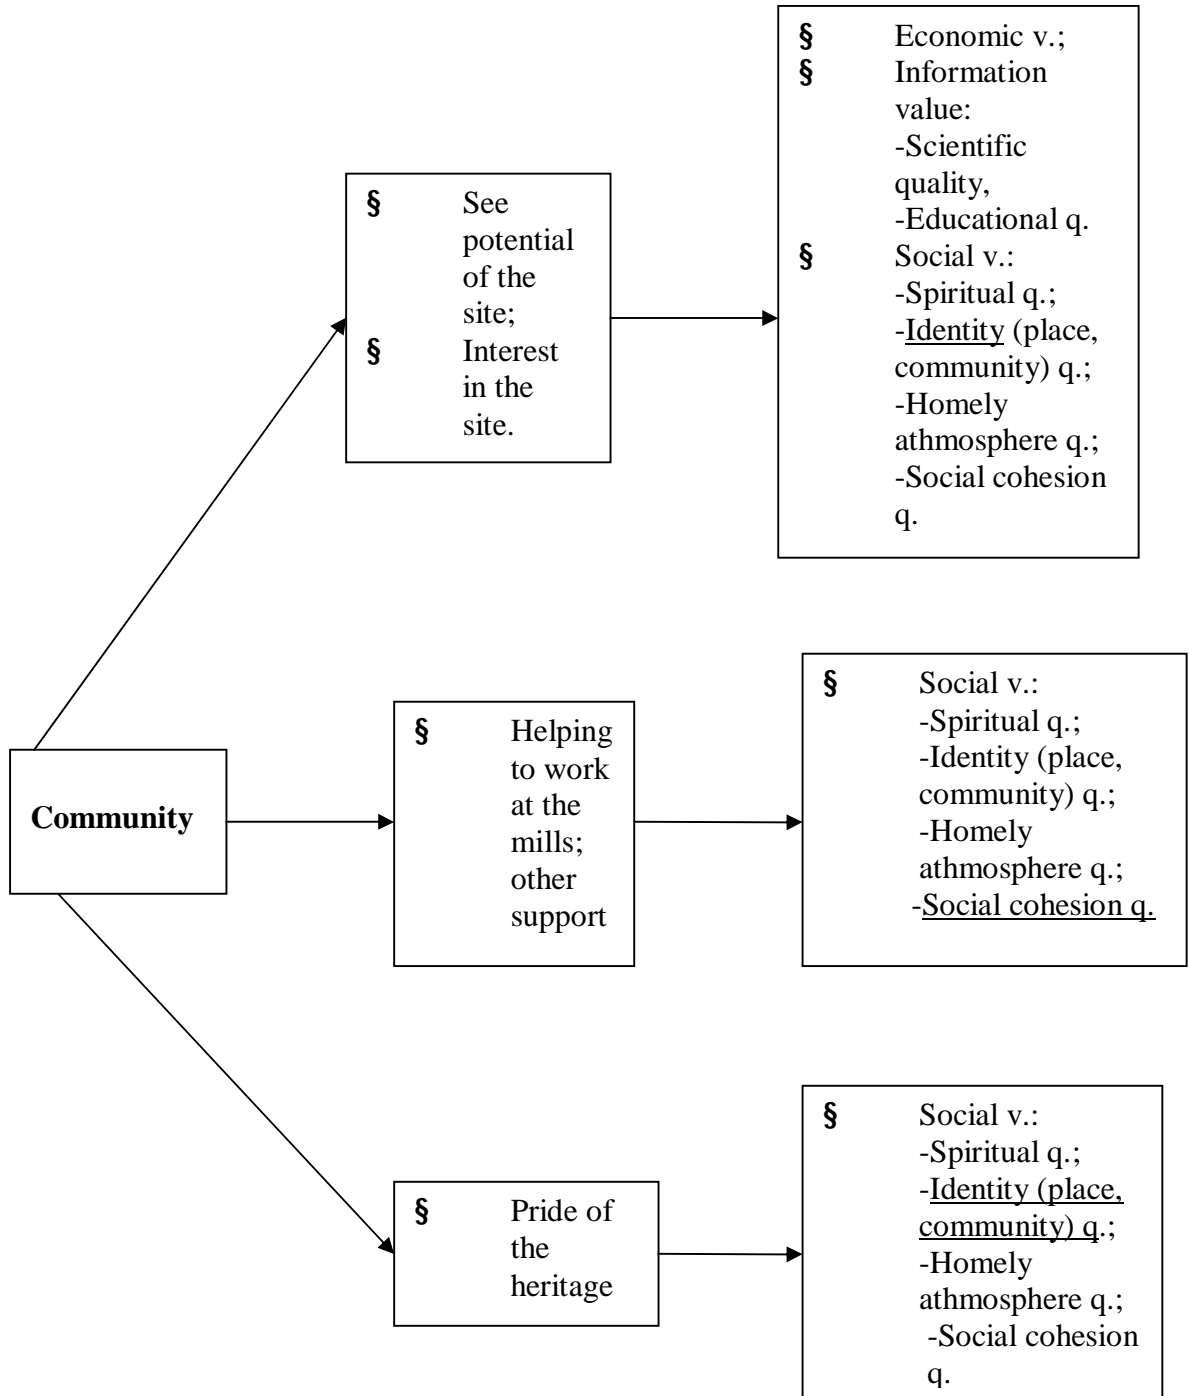 § Economic v.;
§ Information
value:
-Scientific
quality,
-Educational q.
§ Social v.:
-Spiritual q.;
-Identity (place,
community) q.;
-Homely
athmosphere q.;
-Social cohesion
q.
§ See
potential
of the
site;
§ Interest
in the
site.
Community
§ Helping
to work
at the
mills;
other
support
§ Social v.:
-Spiritual q.;
-Identity (place,
community) q.;
-Homely
athmosphere q.;
-Social cohesion q.
§ Pride of
the
heritage
§ Social v.:
-Spiritual q.;
-Identity (place,
community) q.;
-Homely
athmosphere q.;
-Social cohesion
q.